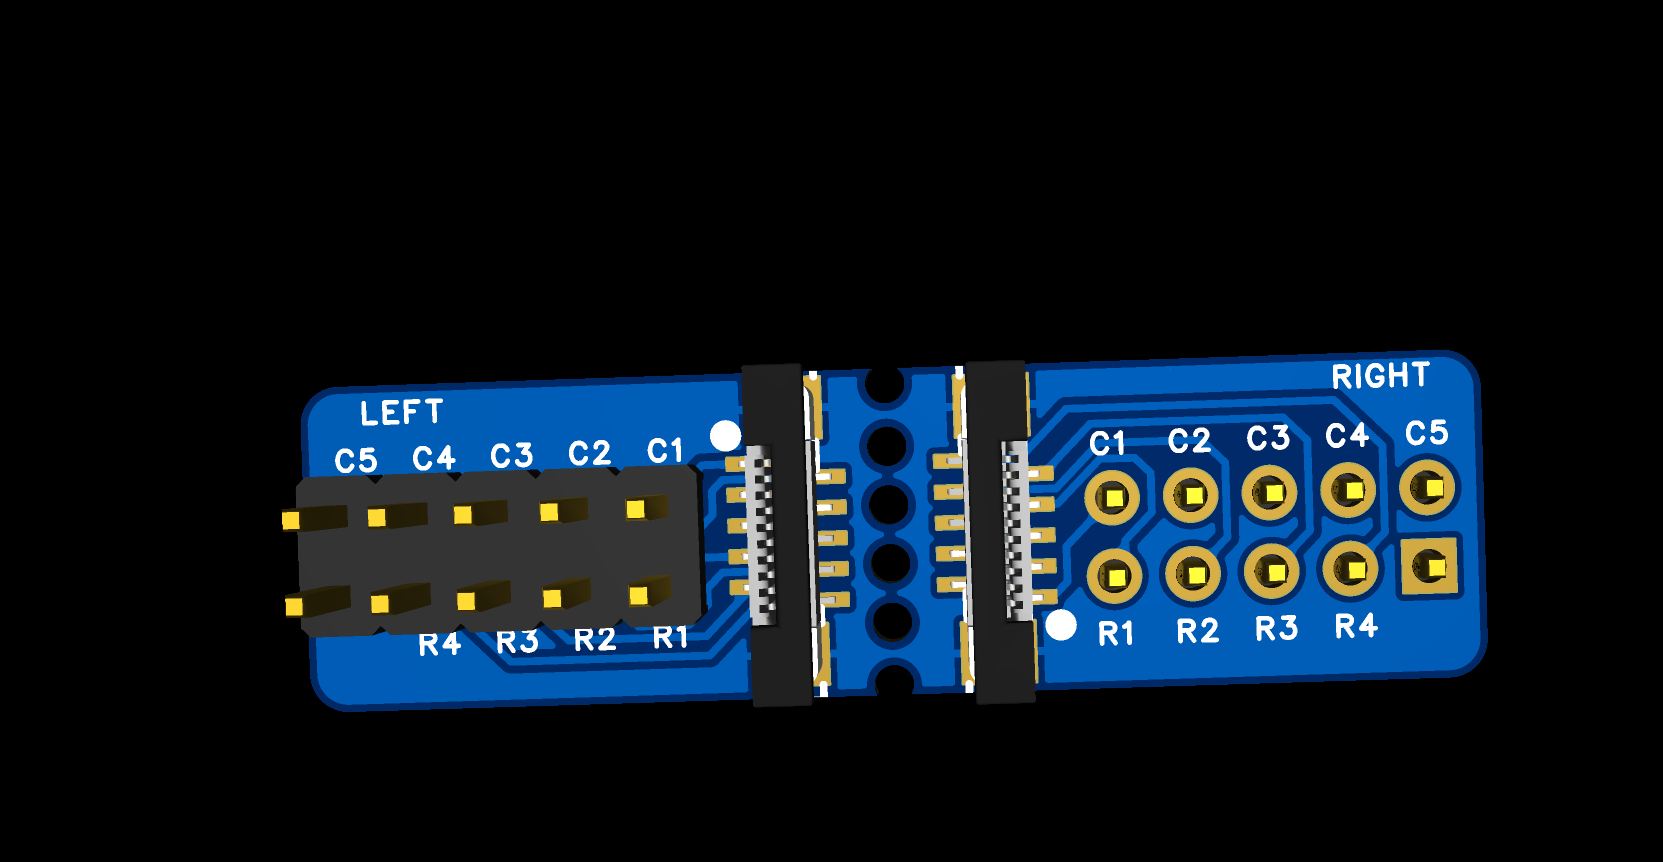 LEFT
C5 C4 C3 C2 C1
R4 R3 R2 R1
RIGHT
C1 C2 C3 C4 C5
R1 R2 R3 R4